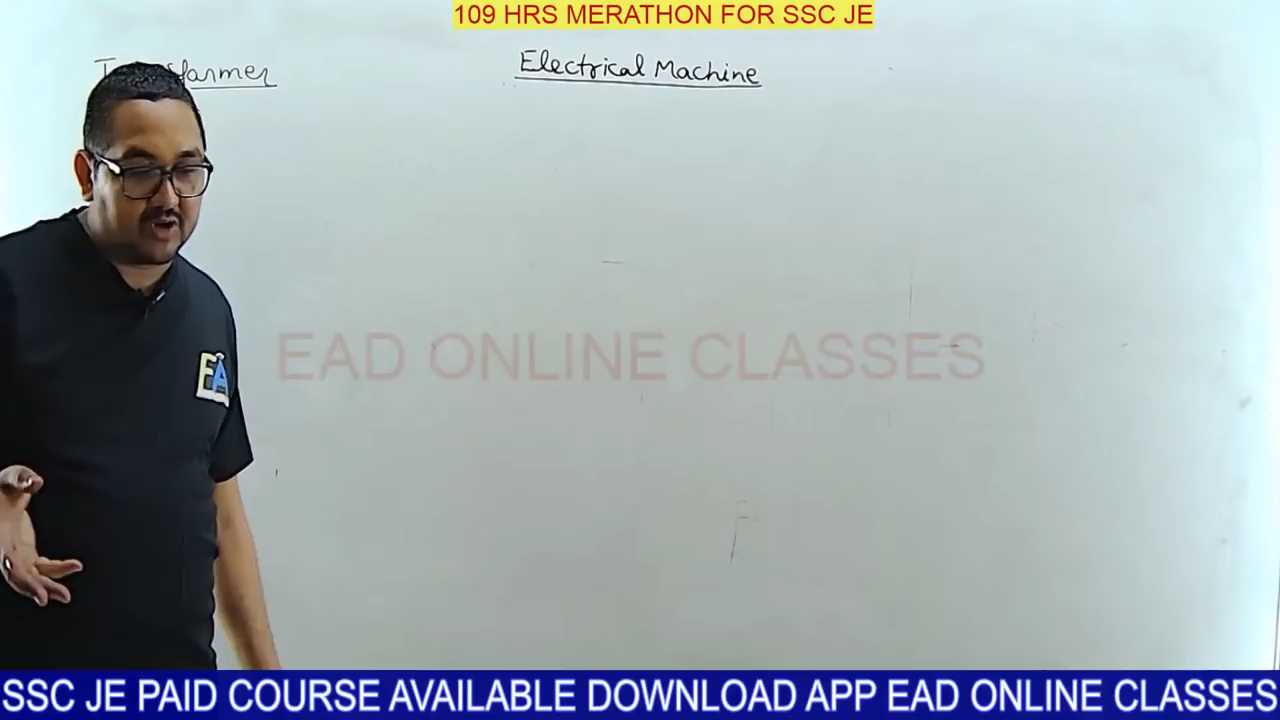 109 HRS MERATHON FOR SSC JE
Electrical Machine
EAD ONLINE CLASSES
EA
SSC JE PAID COURSE AVAILABLE DOWNLOAD APP EAD ONLINE CLASSES